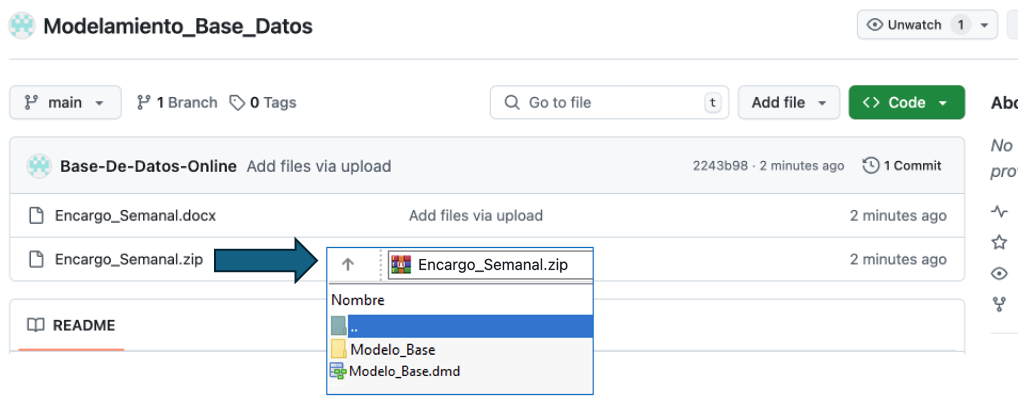 Modelamiento_Base_Datos
Unwatch 1
main
1 Branch
0 Tags
Go to file
t
Add file
Code
Abo
Base-De-Datos-Online Add files via upload
2243b98 · 2 minutes ago
1 Commit
No
pro
Encargo_Semanal.docx Add files via upload 2 minutes ago
Encargo_Semanal.zip 2 minutes ago
Encargo_Semanal.zip
Nombre
..
Modelo_Base
Modelo_Base.dmd
README